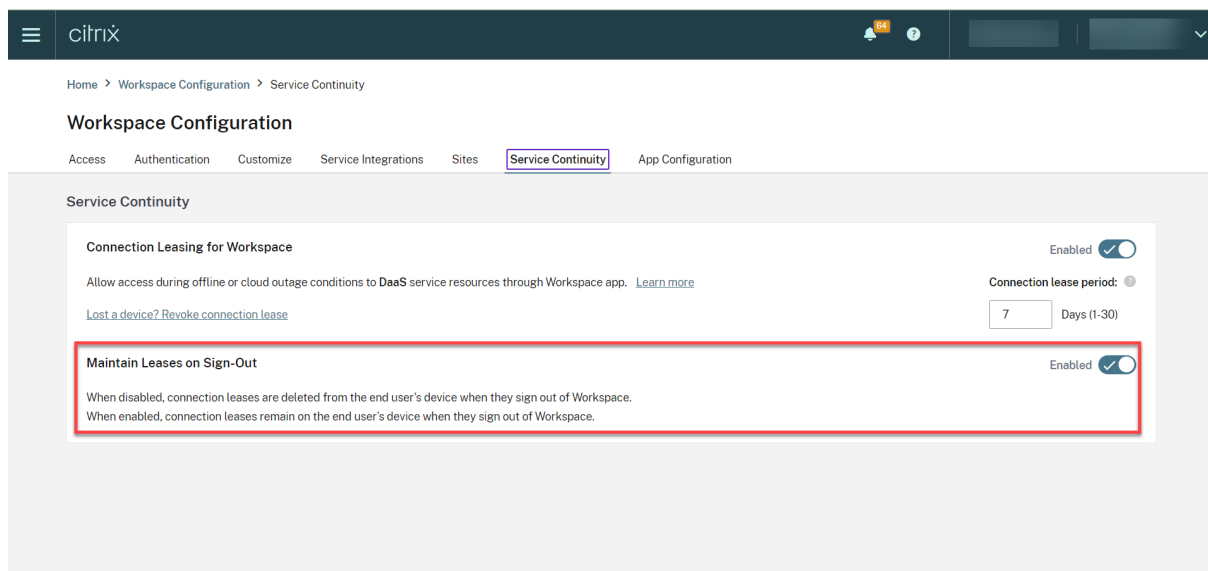 citrix
64
?
Home > Workspace Configuration > Service Continuity
Workspace Configuration
Access Authentication Customize Service Integrations Sites Service Continuity App Configuration
Service Continuity
Connection Leasing for Workspace Enabled
Allow access during offline or cloud outage conditions to DaaS service resources through Workspace app. Learn more Connection lease period: ?
Lost a device? Revoke connection lease 7 Days (1-30)
Maintain Leases on Sign-Out Enabled
When disabled, connection leases are deleted from the end user's device when they sign out of Workspace.
When enabled, connection leases remain on the end user's device when they sign out of Workspace.